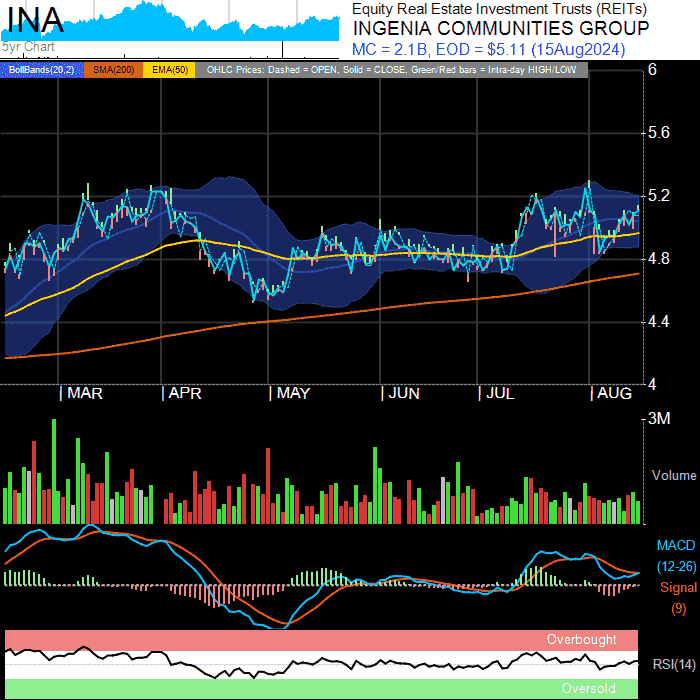 INA
5yr Chart
Equity Real Estate Investment Trusts (REITs)
INGENIA COMMUNITIES GROUP
MC = 2.1B, EOD = $5.11 (15Aug2024)
BollBands(20,2) SMA(200) EMA(50) OHLC Prices: Dashed = OPEN, Solid = CLOSE, Green/Red bars = Intra-day HIGH/LOW
6
5.6
5.2
4.8
4.4
4
MAR APR MAY JUN JUL AUG
3M
Volume
MACD
(12-26)
Signal
(9)
Overbought
RSI(14)
Oversold